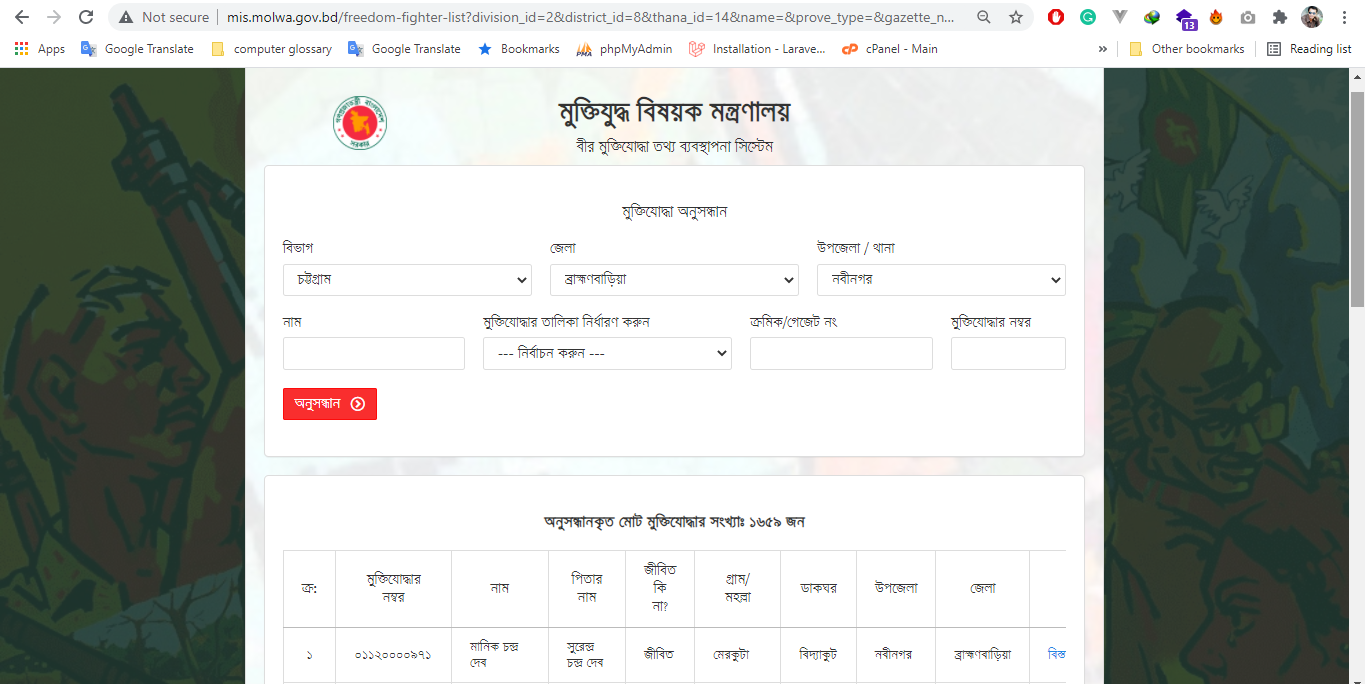 Not secure | mis.molwa.gov.bd/freedom-fighter-list?division_id=2&district_id=8&thana_id=14&name=&prove_type=&gazette_n...
13
Apps Google Translate computer glossary Google Translate Bookmarks phpMyAdmin Installation - Larave... cPanel - Main » Other bookmarks Reading list
মুক্তিযুদ্ধ বিষয়ক মন্ত্রণালয়
বীর মুক্তিযোদ্ধা তথ্য ব্যবস্থাপনা সিস্টেম
মুক্তিযোদ্ধা অনুসন্ধান
বিভাগ জেলা উপজেলা / থানা
চট্টগ্রাম ব্রাহ্মণবাড়িয়া নবীনগর
নাম মুক্তিযোদ্ধার তালিকা নির্ধারণ করুন ক্রমিক/গেজেট নং মুক্তিযোদ্ধার নম্বর
--- নির্বাচন করুন ---
অনুসন্ধান
অনুসন্ধানকৃত মোট মুক্তিযোদ্ধার সংখ্যাঃ ১৬৫৯ জন
ক্র: মুক্তিযোদ্ধার নম্বর নাম পিতার নাম জীবিত কি না? গ্রাম/ মহল্লা ডাকঘর উপজেলা জেলা
১ ০১১২০০০০৯৭১ মানিক চন্দ্র দেব সুরেন্দ্র চন্দ্র দেব জীবিত মেরকুটা বিদ্যাকুট নবীনগর ব্রাহ্মণবাড়িয়া বিস্ত